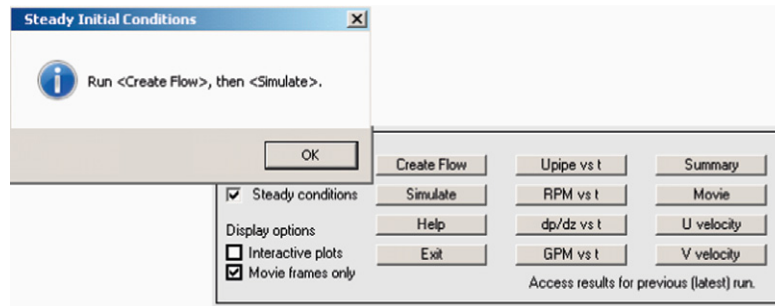 Steady Initial Conditions
Run <Create Flow>, then <Simulate>.
OK
Create Flow
Upipe vs t
Summary
Steady conditions
Simulate
RPM vs t
Movie
Display options
Help
dp/dz vs t
U velocity
Interactive plots
Exit
GPM vs t
V velocity
Movie frames only
Access results for previous (latest) run.